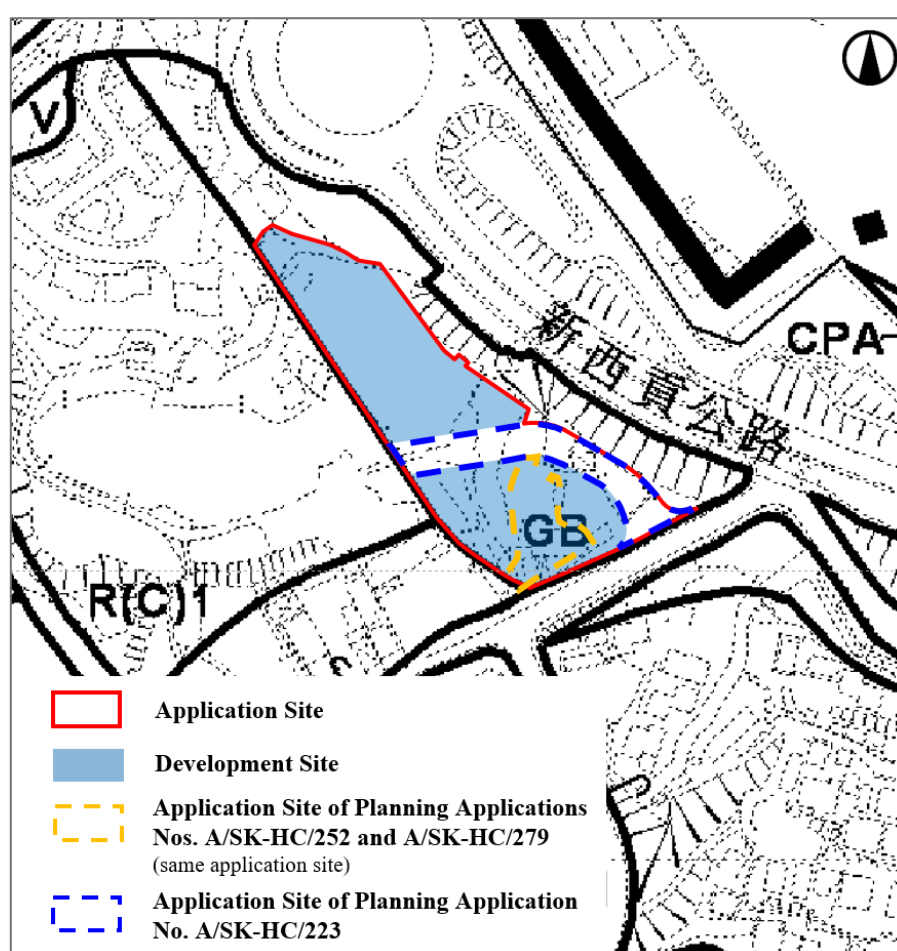 V
新西貢公路
CPA
GB
R(C)1
Application Site
Development Site
Application Site of Planning Applications
Nos. A/SK-HC/252 and A/SK-HC/279
(same application site)
Application Site of Planning Application
No. A/SK-HC/223